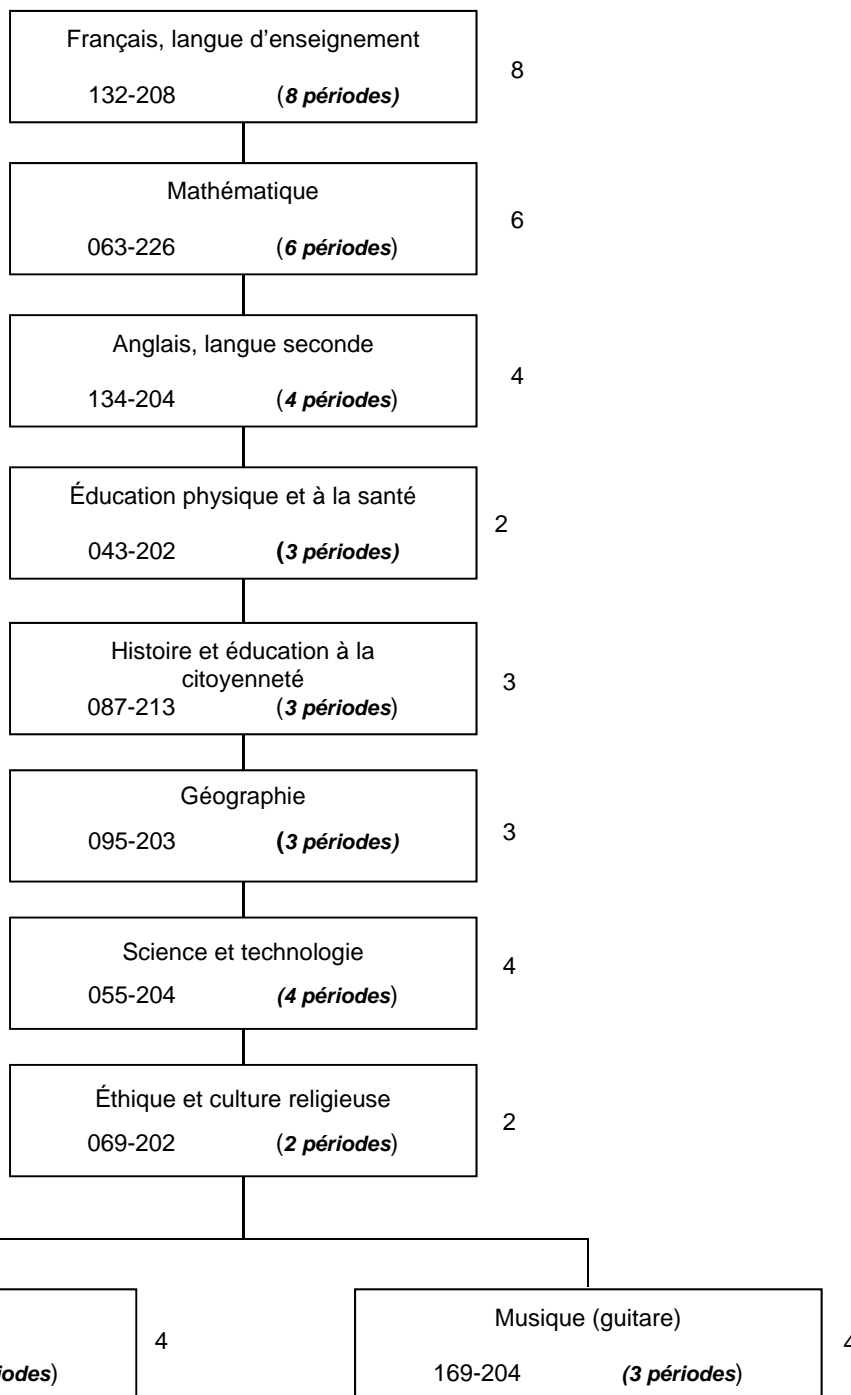 Français, langue d'enseignement
8
132-208 (8 périodes)
Mathématique
6
063-226 (6 périodes)
Anglais, langue seconde
4
134-204 (4 périodes)
Éducation physique et à la santé
2
043-202 (3 périodes)
Histoire et éducation à la
citoyenneté
3
087-213 (3 périodes)
Géographie
3
095-203 (3 périodes)
Science et technologie
4
055-204 (4 périodes)
Éthique et culture religieuse
2
069-202 (2 périodes)
4
iodes)
Musique (guitare)
4
169-204 (3 périodes)